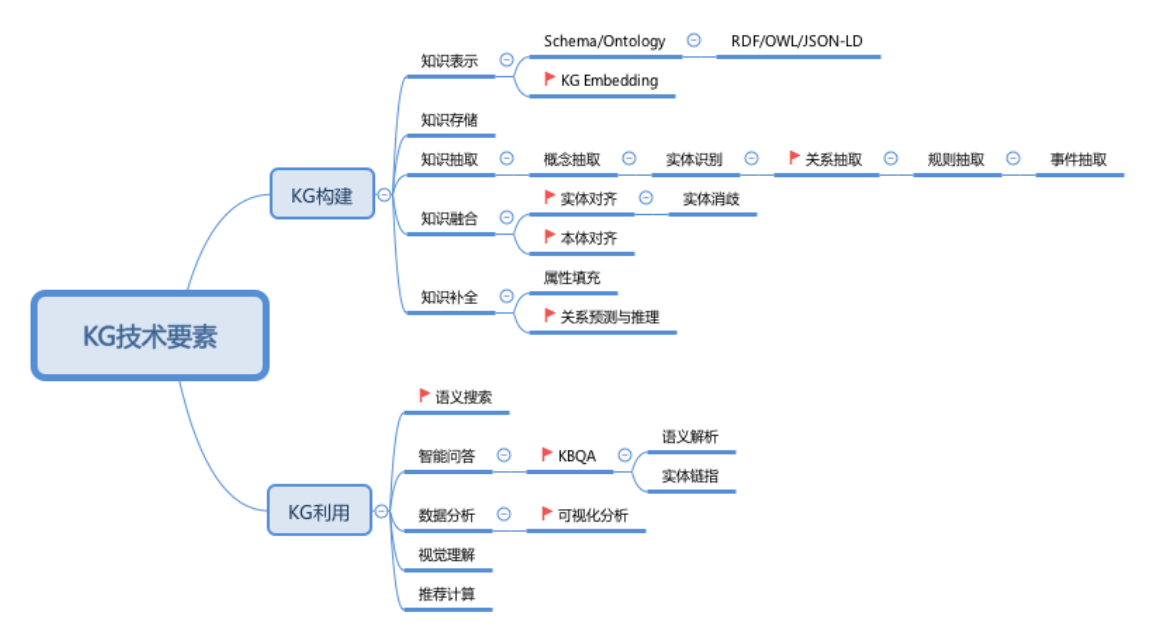 KG技术要素
KG构建
知识表示
Schema/Ontology
RDF/OWL/JSON-LD
KG Embedding
知识存储
知识抽取
概念抽取
实体识别
关系抽取
规则抽取
事件抽取
知识融合
实体对齐
实体消歧
本体对齐
知识补全
属性填充
关系预测与推理
KG利用
语义搜索
智能问答
KBQA
语义解析
实体链指
数据分析
可视化分析
视觉理解
推荐计算